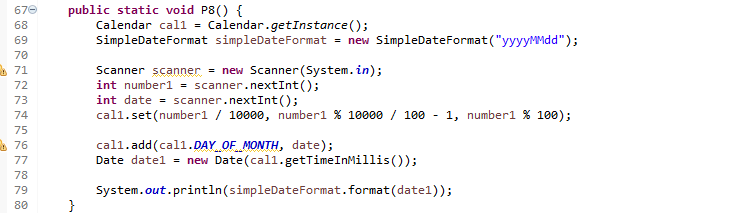 67 public static void P8() {
68 Calendar cal1 = Calendar.getInstance();
69 SimpleDateFormat simpleDateFormat = new SimpleDateFormat("yyyyMMdd");
70
71 Scanner scanner = new Scanner(System.in);
72 int number1 = scanner.nextInt();
73 int date = scanner.nextInt();
74 cal1.set(number1 / 10000, number1 % 10000 / 100 - 1, number1 % 100);
75
76 cal1.add(cal1.DAY_OF_MONTH, date);
77 Date date1 = new Date(cal1.getTimeInMillis());
78
79 System.out.println(simpleDateFormat.format(date1));
80 }